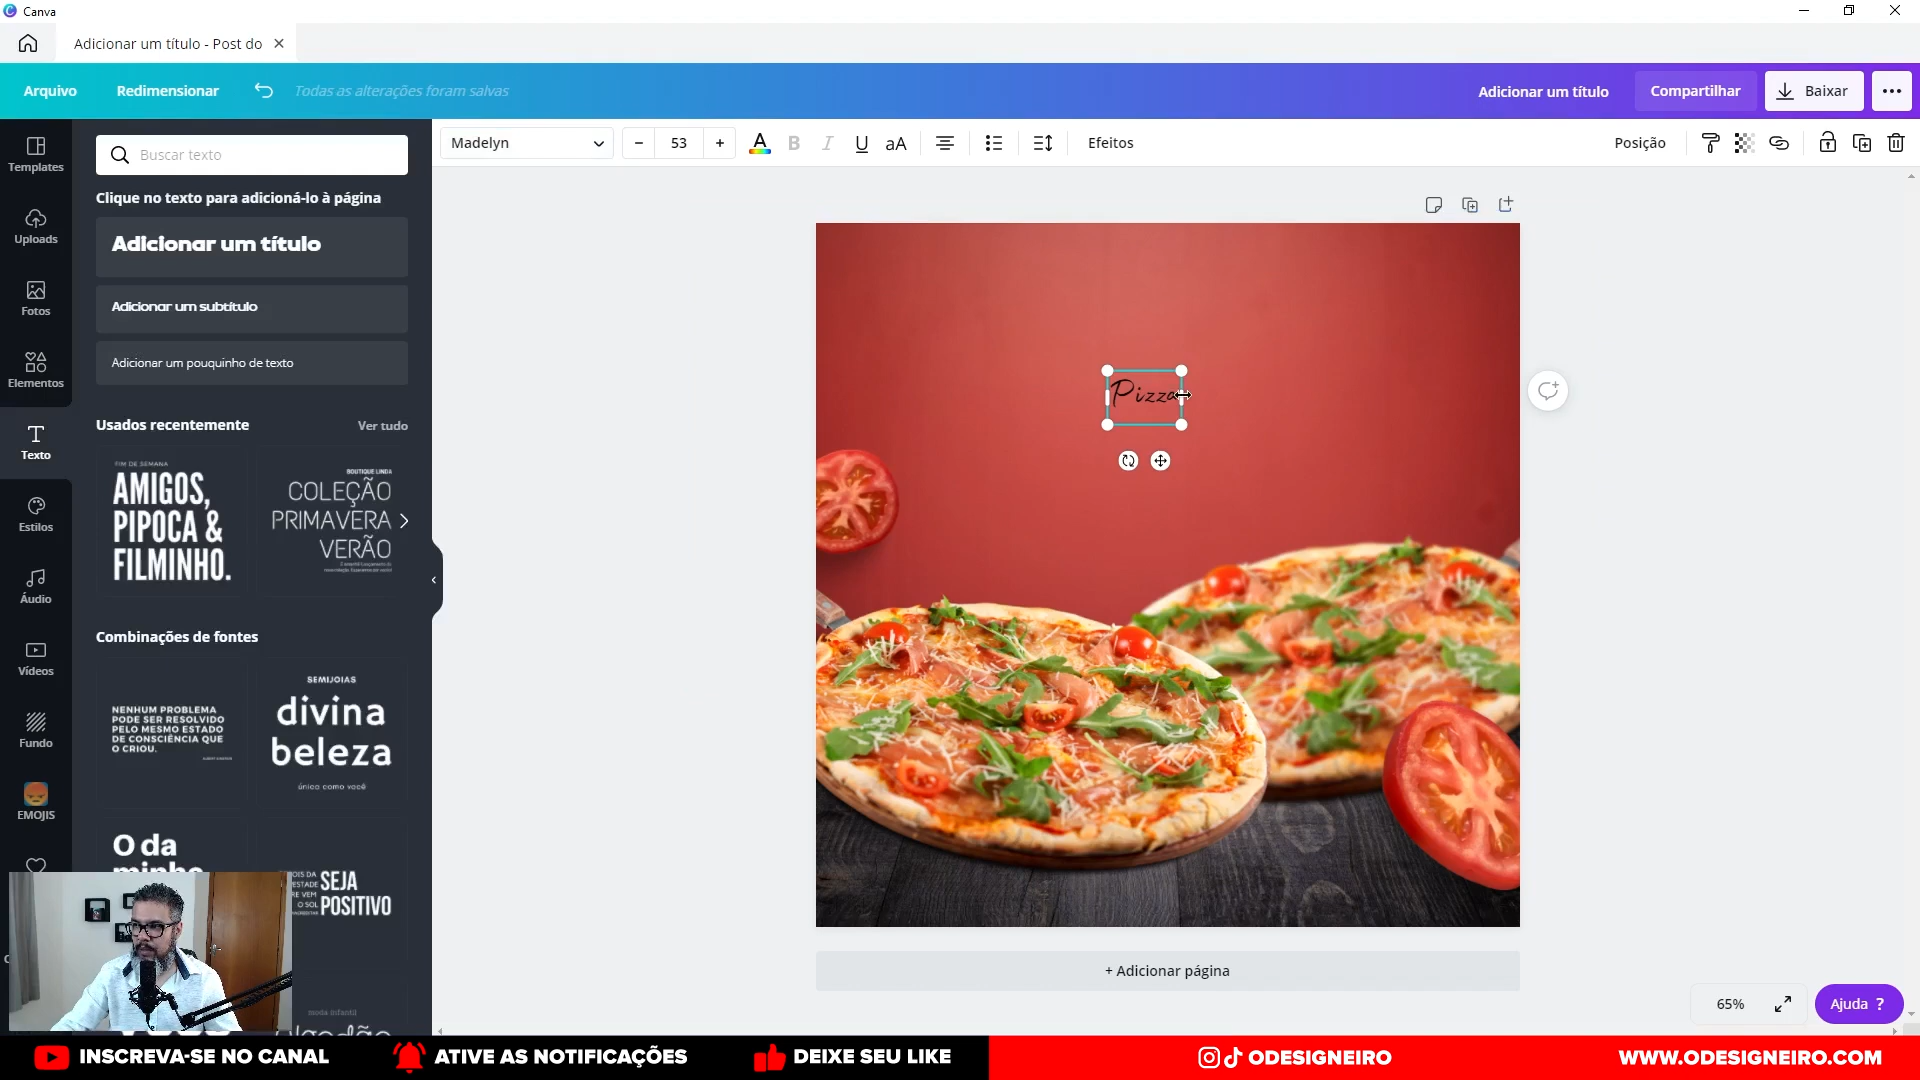 Canva
Adicionar um título - Post do
Arquivo
Redimensionar
Todas as alterações foram salvas
Adicionar um título
Compartilhar
Baixar
Templates
Buscar texto
Madelyn
53
B
I
U
aA
Efeitos
Posição
Clique no texto para adicioná-lo à página
Uploads
Adicionar um título
Fotos
Adicionar um subtítulo
Elementos
Adicionar um pouquinho de texto
Pizza
Texto
Usados recentemente
Ver tudo
FIM DE SEMANA
AMIGOS,
PIPOCA &
FILMINHO.
BOUTIQUE LINDA
COLEÇÃO
PRIMAVERA
VERÃO
Estilos
Áudio
Combinações de fontes
Vídeos
NENHUM PROBLEMA
PODE SER RESOLVIDO
PELO MESMO ESTADO
DE CONSCIÊNCIA QUE
O CRIOU.
SEMIJOIAS
divina
beleza
único como você
Fundo
EMOJIS
O da
minha
SEJA
POSITIVO
moda infantil
algodão
+ Adicionar página
65%
Ajuda ?
INSCREVA-SE NO CANAL
ATIVE AS NOTIFICAÇÕES
DEIXE SEU LIKE
ODESIGNEIRO
WWW.ODESIGNEIRO.COM